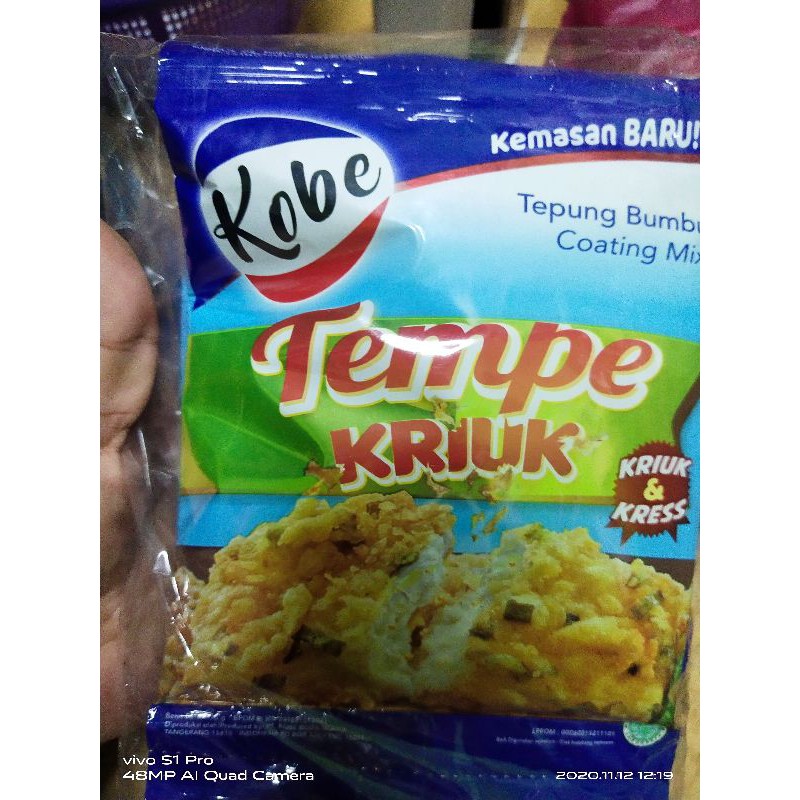 Kobe
Kemasan BARU!
Tepung Bumbu
Coating Mix
Tempe
KRIUK
KRIUK
&
KRESS
vivo S1 Pro
48MP AI Quad Camera
2020.11.12 12:19